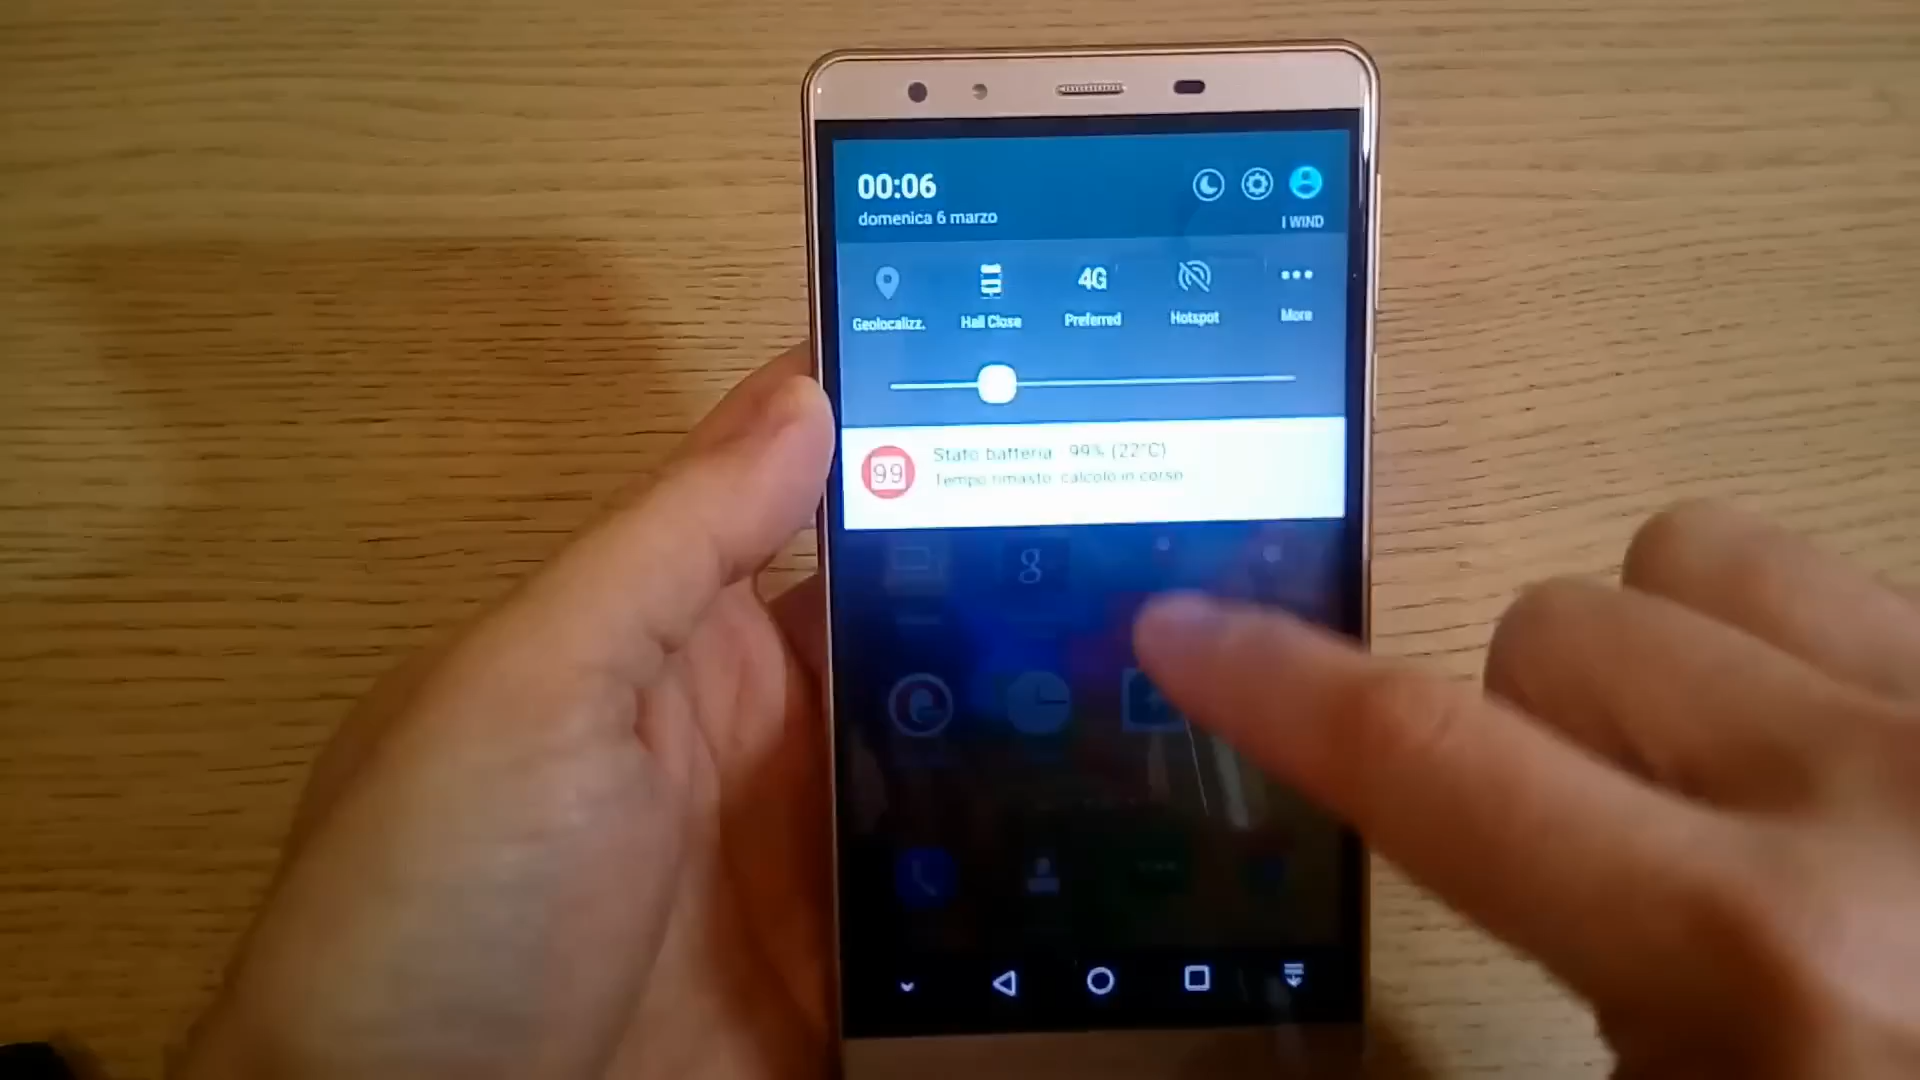 00:06
domenica 6 marzo
I WIND
4G
Geolocalizz.
Hall Close
Preferred
Hotspot
More
99
Stato batteria 99% (22°C)
Tempo rimasto calcolo in corso
g